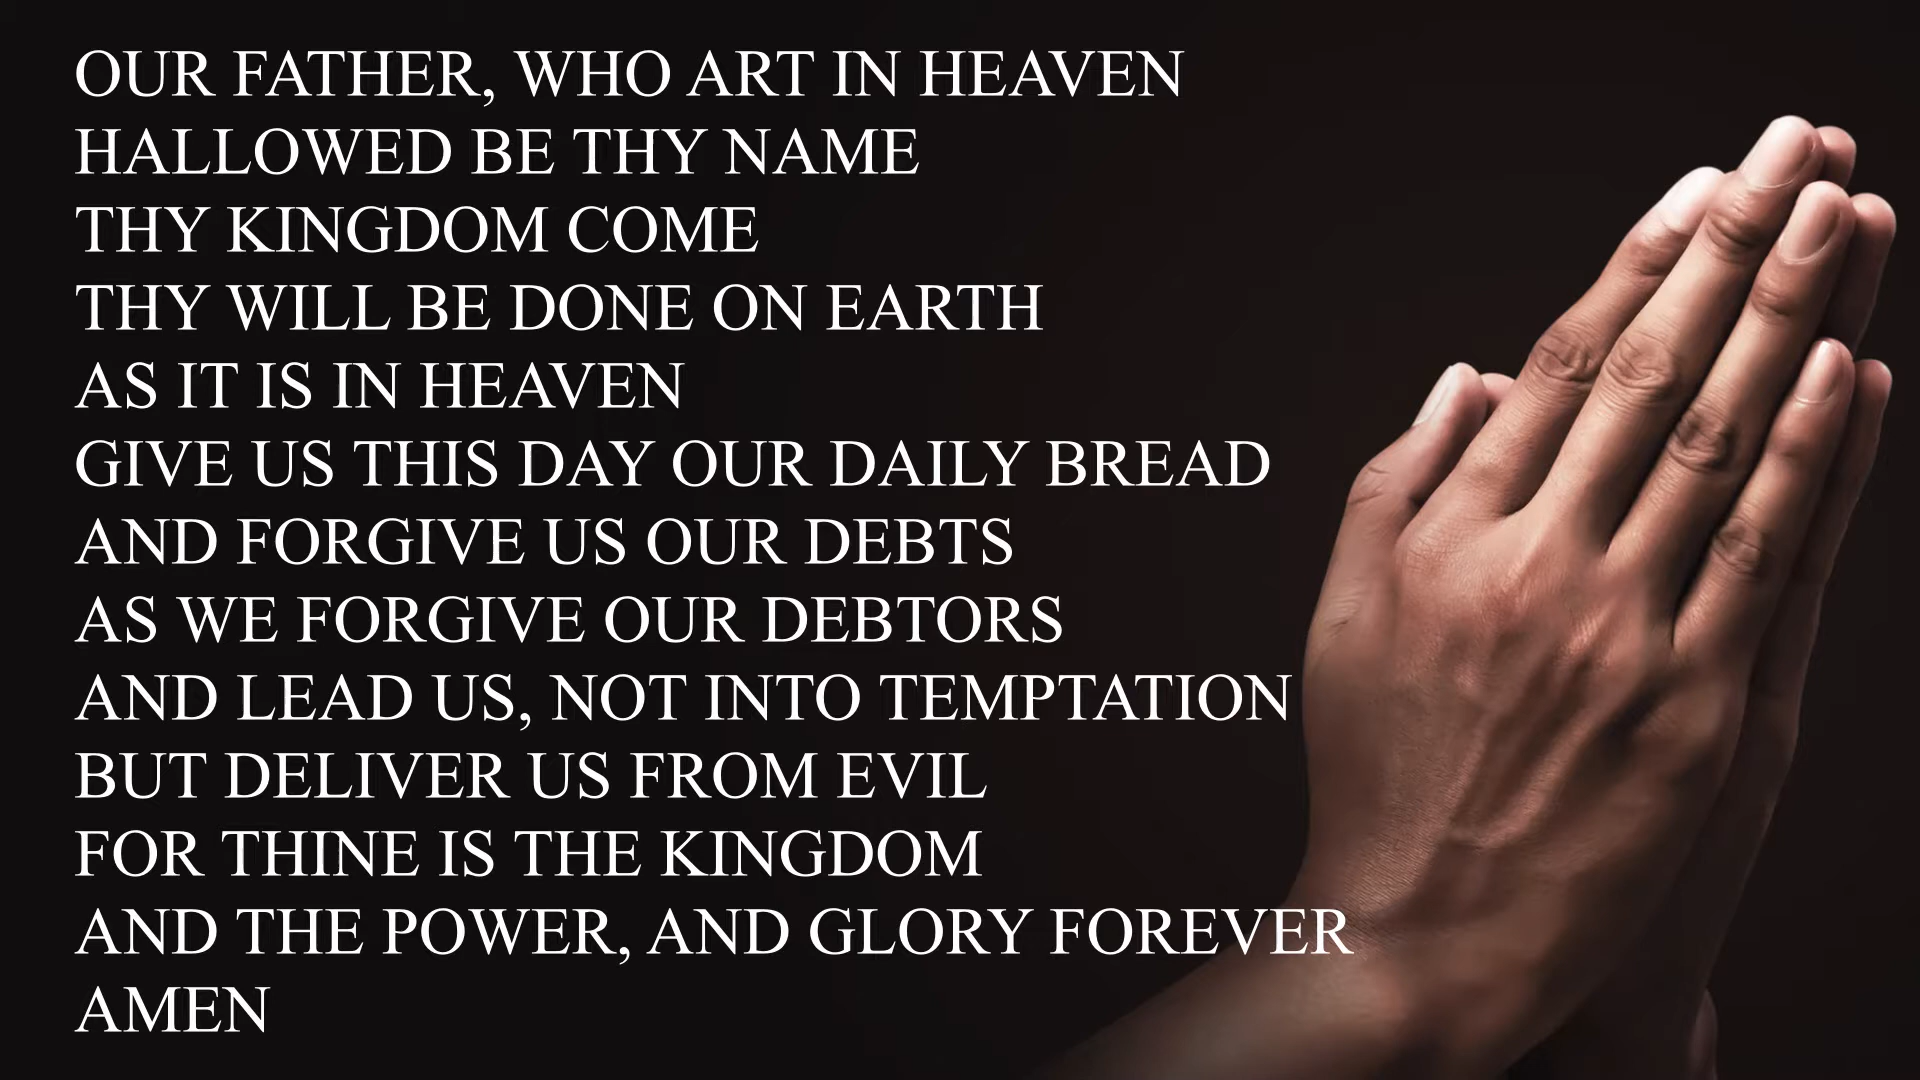 OUR FATHER, WHO ART IN HEAVEN
HALLOWED BE THY NAME
THY KINGDOM COME
THY WILL BE DONE ON EARTH
AS IT IS IN HEAVEN
GIVE US THIS DAY OUR DAILY BREAD
AND FORGIVE US OUR DEBTS
AS WE FORGIVE OUR DEBTORS
AND LEAD US, NOT INTO TEMPTATION
BUT DELIVER US FROM EVIL
FOR THINE IS THE KINGDOM
AND THE POWER, AND GLORY FOREVER
AMEN